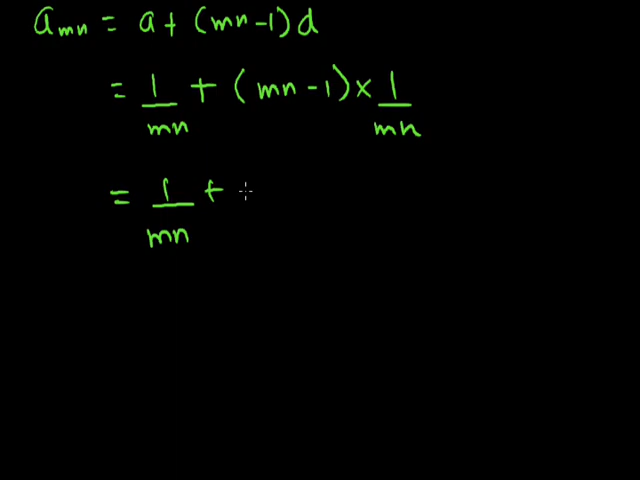 a_mn = a + (mn - 1) d
= 1/mn + (mn - 1) × 1/mn
= 1/mn +